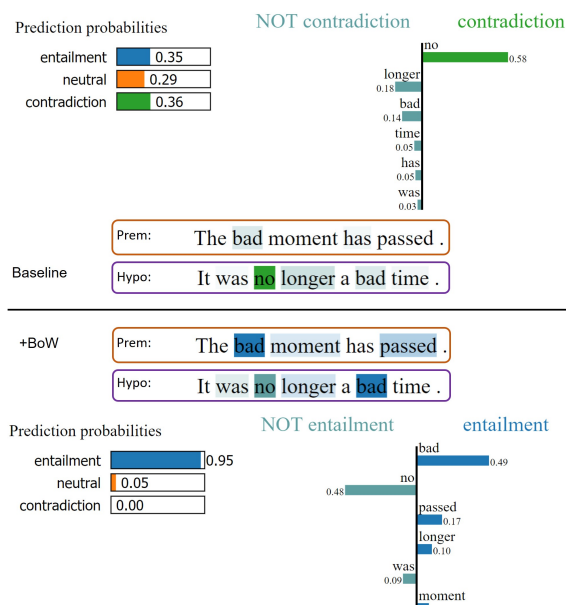 Prediction probabilities
entailment 0.35
neutral 0.29
contradiction 0.36
NOT contradiction contradiction
no
0.58
longer
0.18
bad
0.14
time
0.05
has
0.05
was
0.03
Prem: The bad moment has passed .
Baseline
Hypo: It was no longer a bad time .
+BoW
Prem: The bad moment has passed .
Hypo: It was no longer a bad time .
Prediction probabilities
entailment 0.95
neutral 0.05
contradiction 0.00
NOT entailment entailment
bad
0.49
no
0.48
passed
0.17
longer
0.10
was
0.09
moment